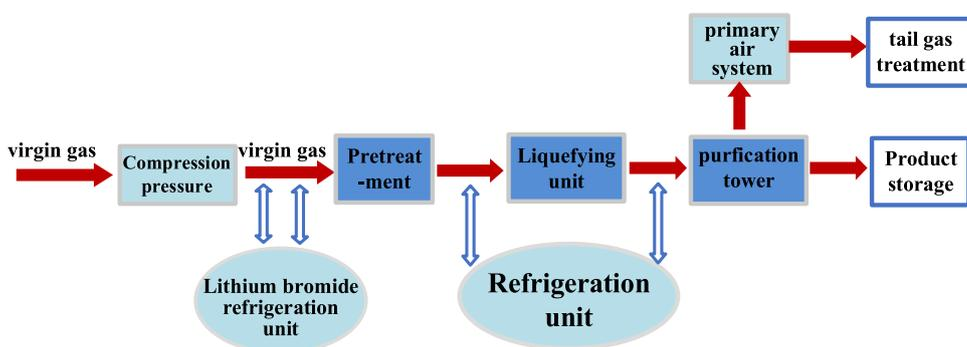 primary
air
system
tail gas
treatment
virgin gas
Compression
pressure
virgin gas
Pretreat
-ment
Liquefying
unit
purfication
tower
Product
storage
Lithium bromide
refrigeration
unit
Refrigeration
unit